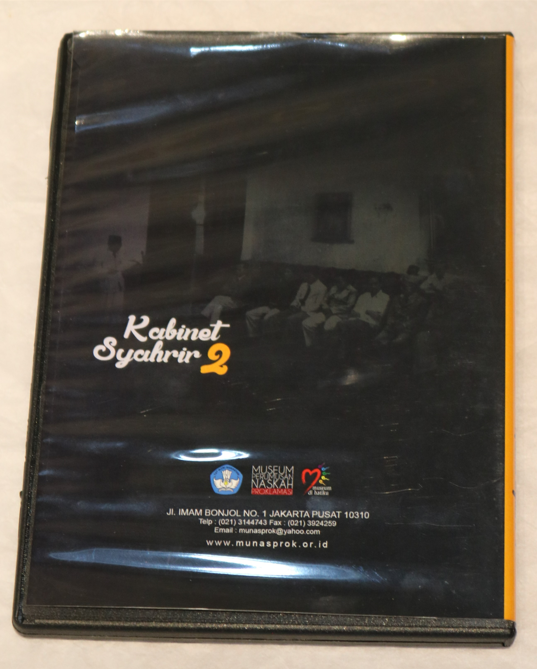 Kabinet
Syahrir 2
MUSEUM
PERUMUSAN
NASKAH
PROKLAMASI
museum
di hatiku
Jl. IMAM BONJOL NO. 1 JAKARTA PUSAT 10310
Telp : (021) 3144743 Fax : (021) 3924259
Email : munasprok@yahoo.com
www.munasprok.or.id